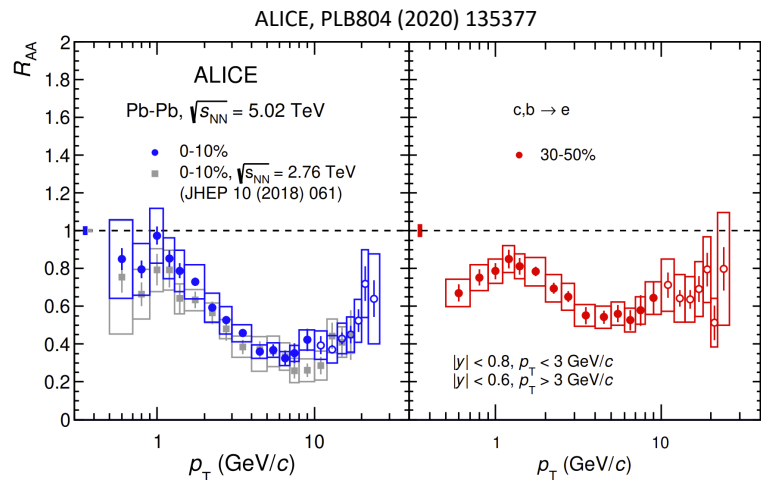 ALICE, PLB804 (2020) 135377
R_AA
2
1.8
1.6
1.4
1.2
1
0.8
0.6
0.4
0.2
0
ALICE
Pb-Pb, √s_NN = 5.02 TeV
0-10%
0-10%, √s_NN = 2.76 TeV
(JHEP 10 (2018) 061)
1 10
p_T (GeV/c)
c,b → e
30-50%
|y| < 0.8, p_T < 3 GeV/c
|y| < 0.6, p_T > 3 GeV/c
1 10
p_T (GeV/c)